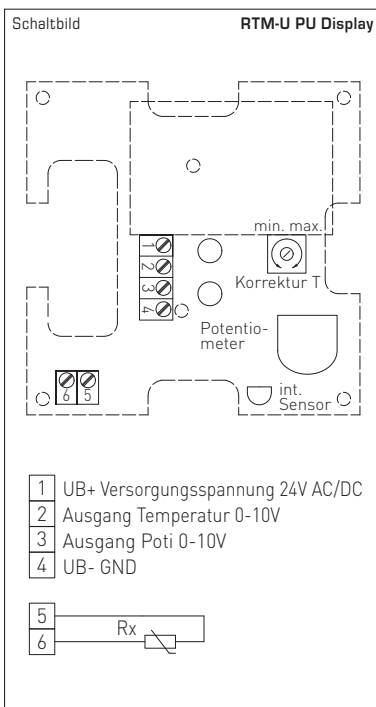 Schaltbild RTM-U PU Display
min. max.
1
2
3
4
Korrektur T
Potentio-
meter
int.
Sensor
6 5
1 UB+ Versorgungsspannung 24V AC/DC
2 Ausgang Temperatur 0-10V
3 Ausgang Poti 0-10V
4 UB- GND
5
Rx
6